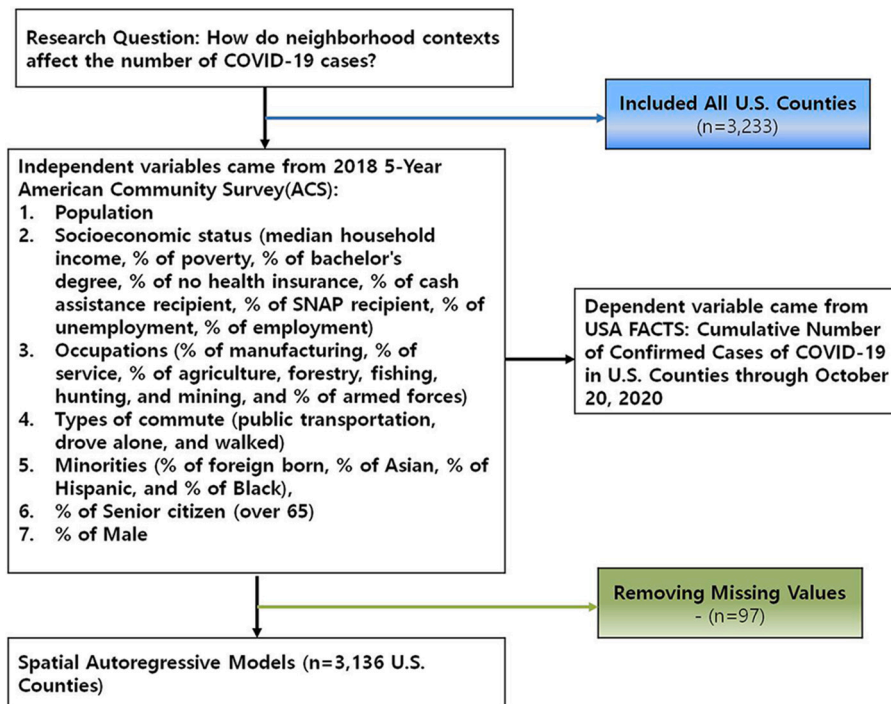 Research Question: How do neighborhood contexts
affect the number of COVID-19 cases?
Included All U.S. Counties
(n=3,233)
Independent variables came from 2018 5-Year
American Community Survey(ACS):
1. Population
2. Socioeconomic status (median household
income, % of poverty, % of bachelor's
degree, % of no health insurance, % of cash
assistance recipient, % of SNAP recipient, % of
unemployment, % of employment)
3. Occupations (% of manufacturing, % of
service, % of agriculture, forestry, fishing,
hunting, and mining, and % of armed forces)
4. Types of commute (public transportation,
drove alone, and walked)
5. Minorities (% of foreign born, % of Asian, % of
Hispanic, and % of Black),
6. % of Senior citizen (over 65)
7. % of Male
Dependent variable came from
USA FACTS: Cumulative Number
of Confirmed Cases of COVID-19
in U.S. Counties through October
20, 2020
Removing Missing Values
- (n=97)
Spatial Autoregressive Models (n=3,136 U.S.
Counties)